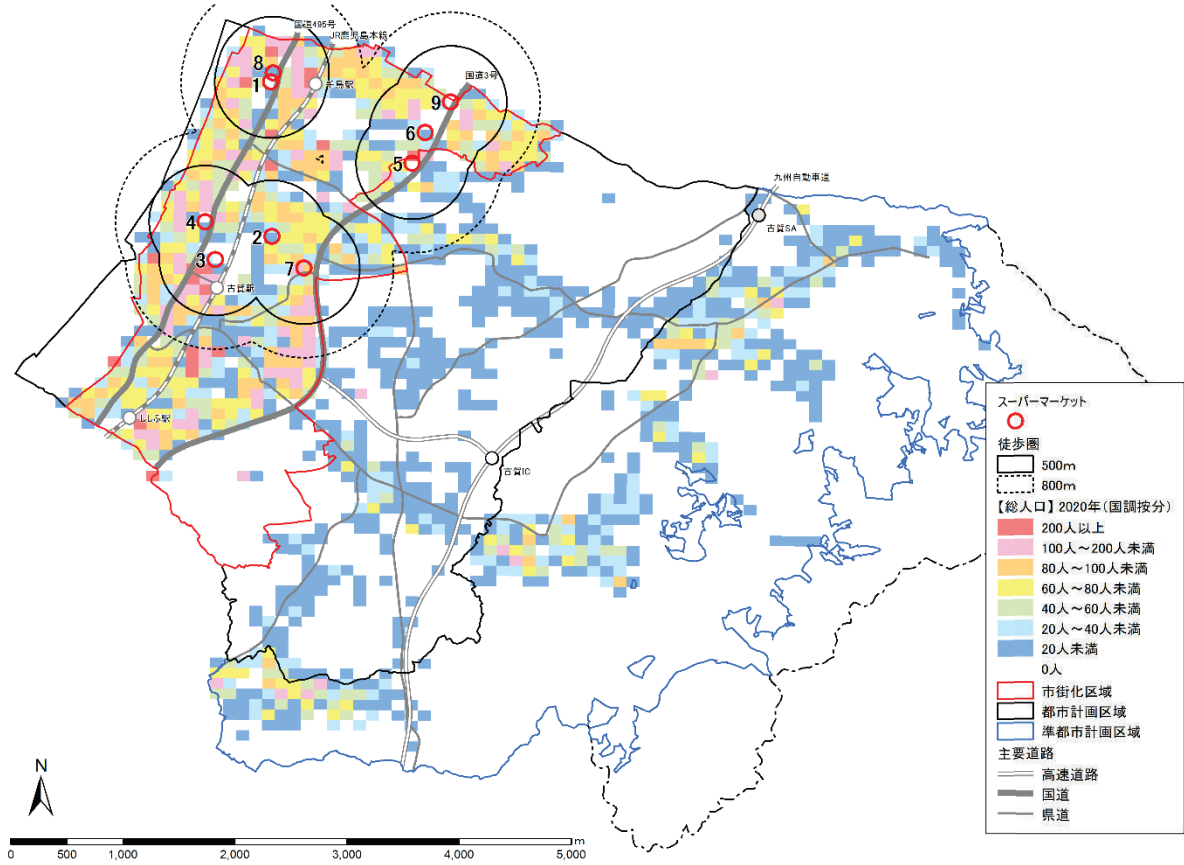 国道495号
JR鹿児島本線
千鳥駅
国道3号
8
1
9
6
5
4
2
3
7
古賀駅
ししぶ駅
九州自動車道
古賀SA
古賀IC
スーパーマーケット
徒歩圏
500m
800m
【総人口】2020年(国調按分)
200人以上
100人～200人未満
80人～100人未満
60人～80人未満
40人～60人未満
20人～40人未満
20人未満
0人
市街化区域
都市計画区域
準都市計画区域
主要道路
高速道路
国道
県道
N
0 500 1,000 2,000 3,000 4,000 5,000 m